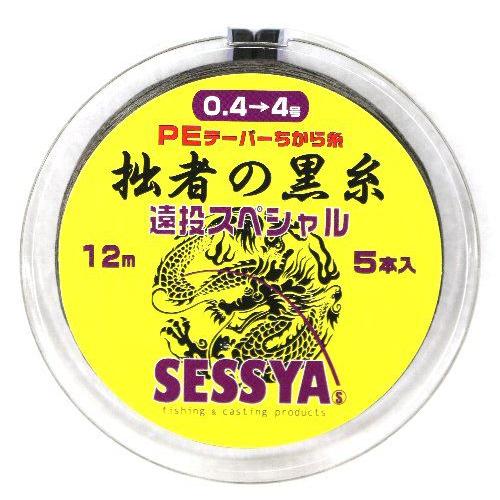 0.4→4号
PEテーパーちから糸
拙者の黒糸
遠投スペシャル
12m
5本入
SESSYA S
fishing & casting products